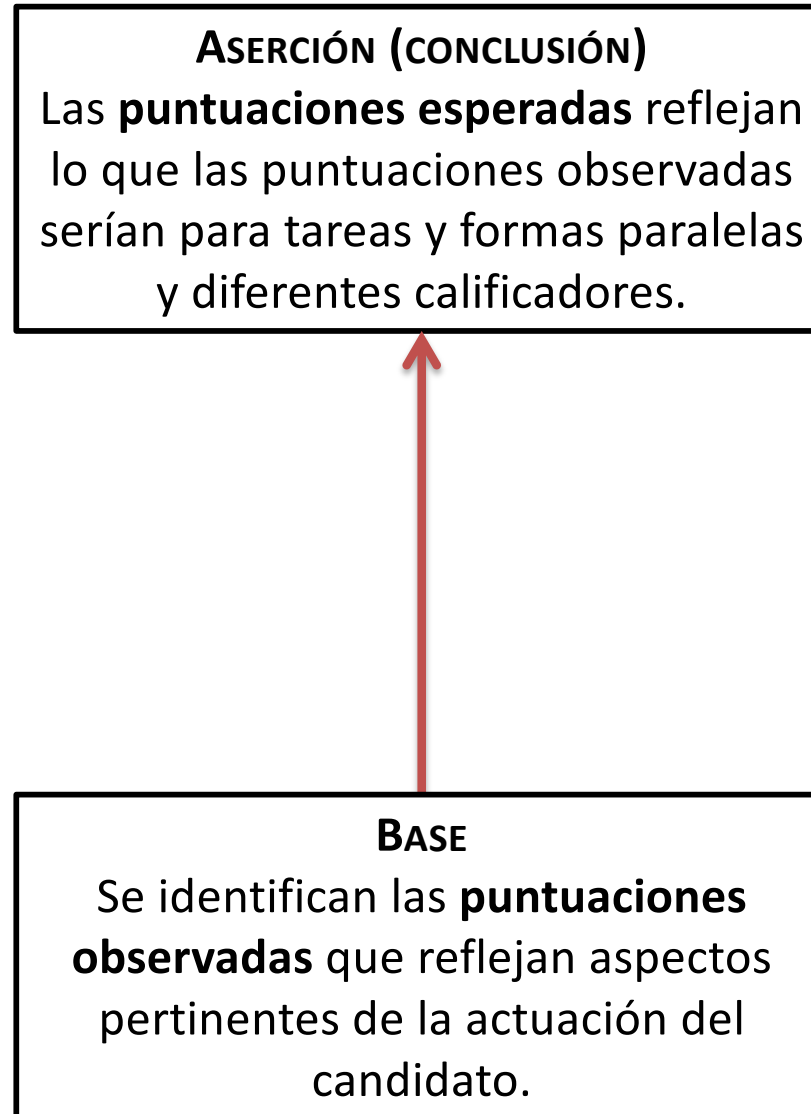 ASERCIÓN (CONCLUSIÓN)
Las puntuaciones esperadas reflejan
lo que las puntuaciones observadas
serían para tareas y formas paralelas
y diferentes calificadores.
BASE
Se identifican las puntuaciones
observadas que reflejan aspectos
pertinentes de la actuación del
candidato.